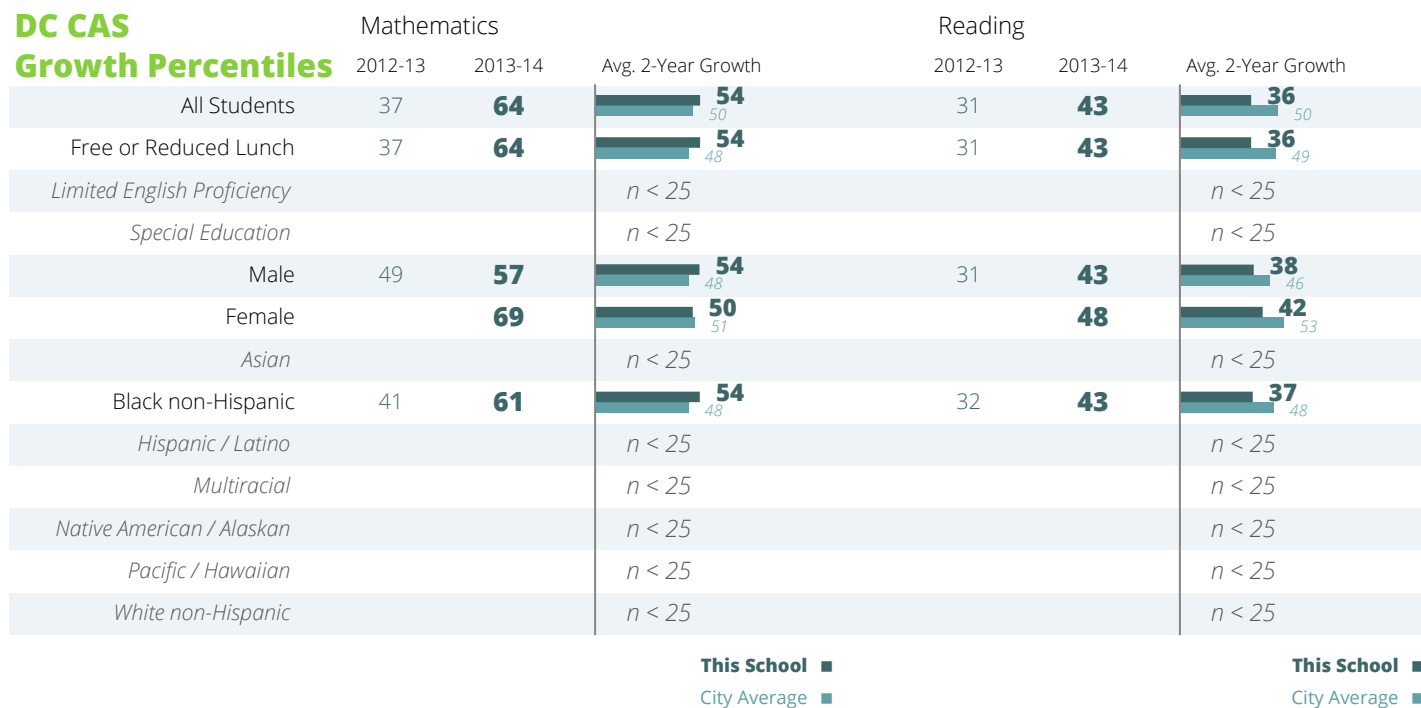 DC CAS
Growth Percentiles
Mathematics Reading
2012-13 2013-14 Avg. 2-Year Growth 2012-13 2013-14 Avg. 2-Year Growth
All Students 37 64 54 50 31 43 36 50
Free or Reduced Lunch 37 64 54 48 31 43 36 49
Limited English Proficiency n < 25 n < 25
Special Education n < 25 n < 25
Male 49 57 54 48 31 43 38 46
Female 69 50 51 48 42 53
Asian n < 25 n < 25
Black non-Hispanic 41 61 54 48 32 43 37 48
Hispanic / Latino n < 25 n < 25
Multiracial n < 25 n < 25
Native American / Alaskan n < 25 n < 25
Pacific / Hawaiian n < 25 n < 25
White non-Hispanic n < 25 n < 25
This School This School
City Average City Average